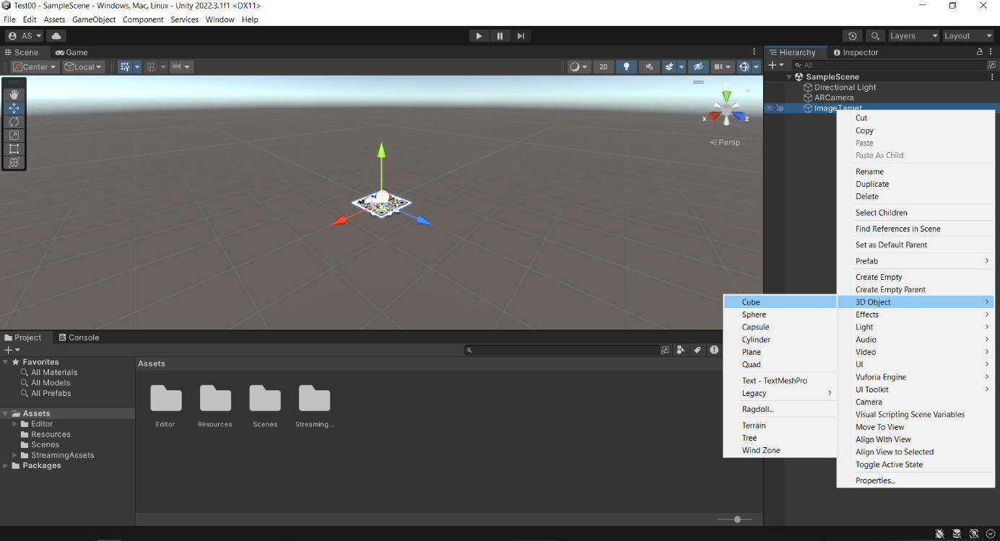 Test00 - SampleScene - Windows, Mac, Linux - Unity 2022.3.1f1 <DX11>
File Edit Assets GameObject Component Services Window Help
AS Layers Layout
Scene Game
Center Local 2D
y
x z
Persp
Hierarchy Inspector
All
SampleScene
Directional Light
ARCamera
ImageTarget
Cut
Copy
Paste
Paste As Child
Rename
Duplicate
Delete
Select Children
Find References in Scene
Set as Default Parent
Prefab
Create Empty
Create Empty Parent
3D Object
Effects
Light
Audio
Video
UI
Vuforia Engine
UI Toolkit
Camera
Visual Scripting Scene Variables
Move To View
Align With View
Align View to Selected
Toggle Active State
Properties...
Cube
Sphere
Capsule
Cylinder
Plane
Quad
Text - TextMeshPro
Legacy
Ragdoll...
Terrain
Tree
Wind Zone
Project Console
Favorites
All Materials
All Models
All Prefabs
Assets
Editor
Resources
Scenes
StreamingAssets
Packages
Assets
Editor Resources Scenes Streaming...